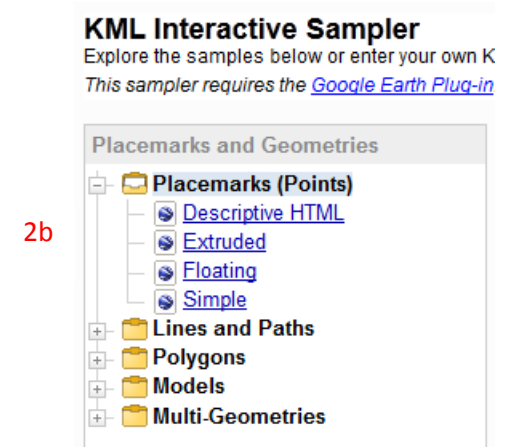 KML Interactive Sampler
Explore the samples below or enter your own K
This sampler requires the Google Earth Plug-in
Placemarks and Geometries
Placemarks (Points)
Descriptive HTML
2b
Extruded
Floating
Simple
Lines and Paths
Polygons
Models
Multi-Geometries